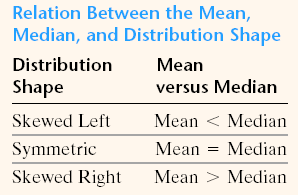 Relation Between the Mean,
Median, and Distribution Shape
Distribution Mean
Shape versus Median
Skewed Left Mean < Median
Symmetric Mean = Median
Skewed Right Mean > Median